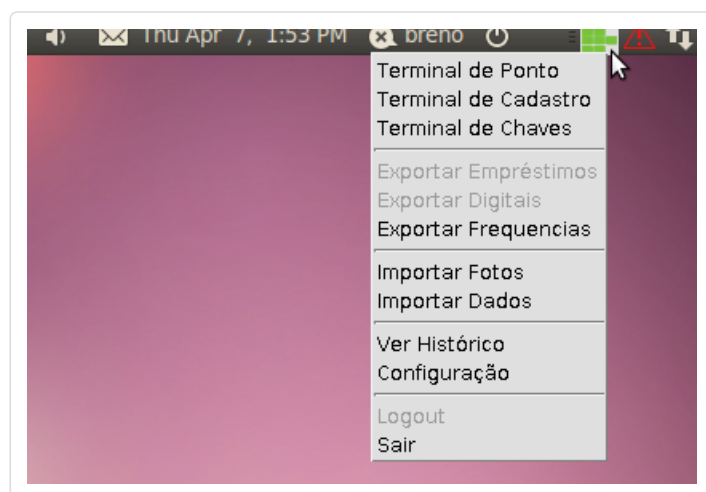 Thu Apr 7, 1:53 PM breno
Terminal de Ponto
Terminal de Cadastro
Terminal de Chaves
Exportar Empréstimos
Exportar Digitais
Exportar Frequencias
Importar Fotos
Importar Dados
Ver Histórico
Configuração
Logout
Sair